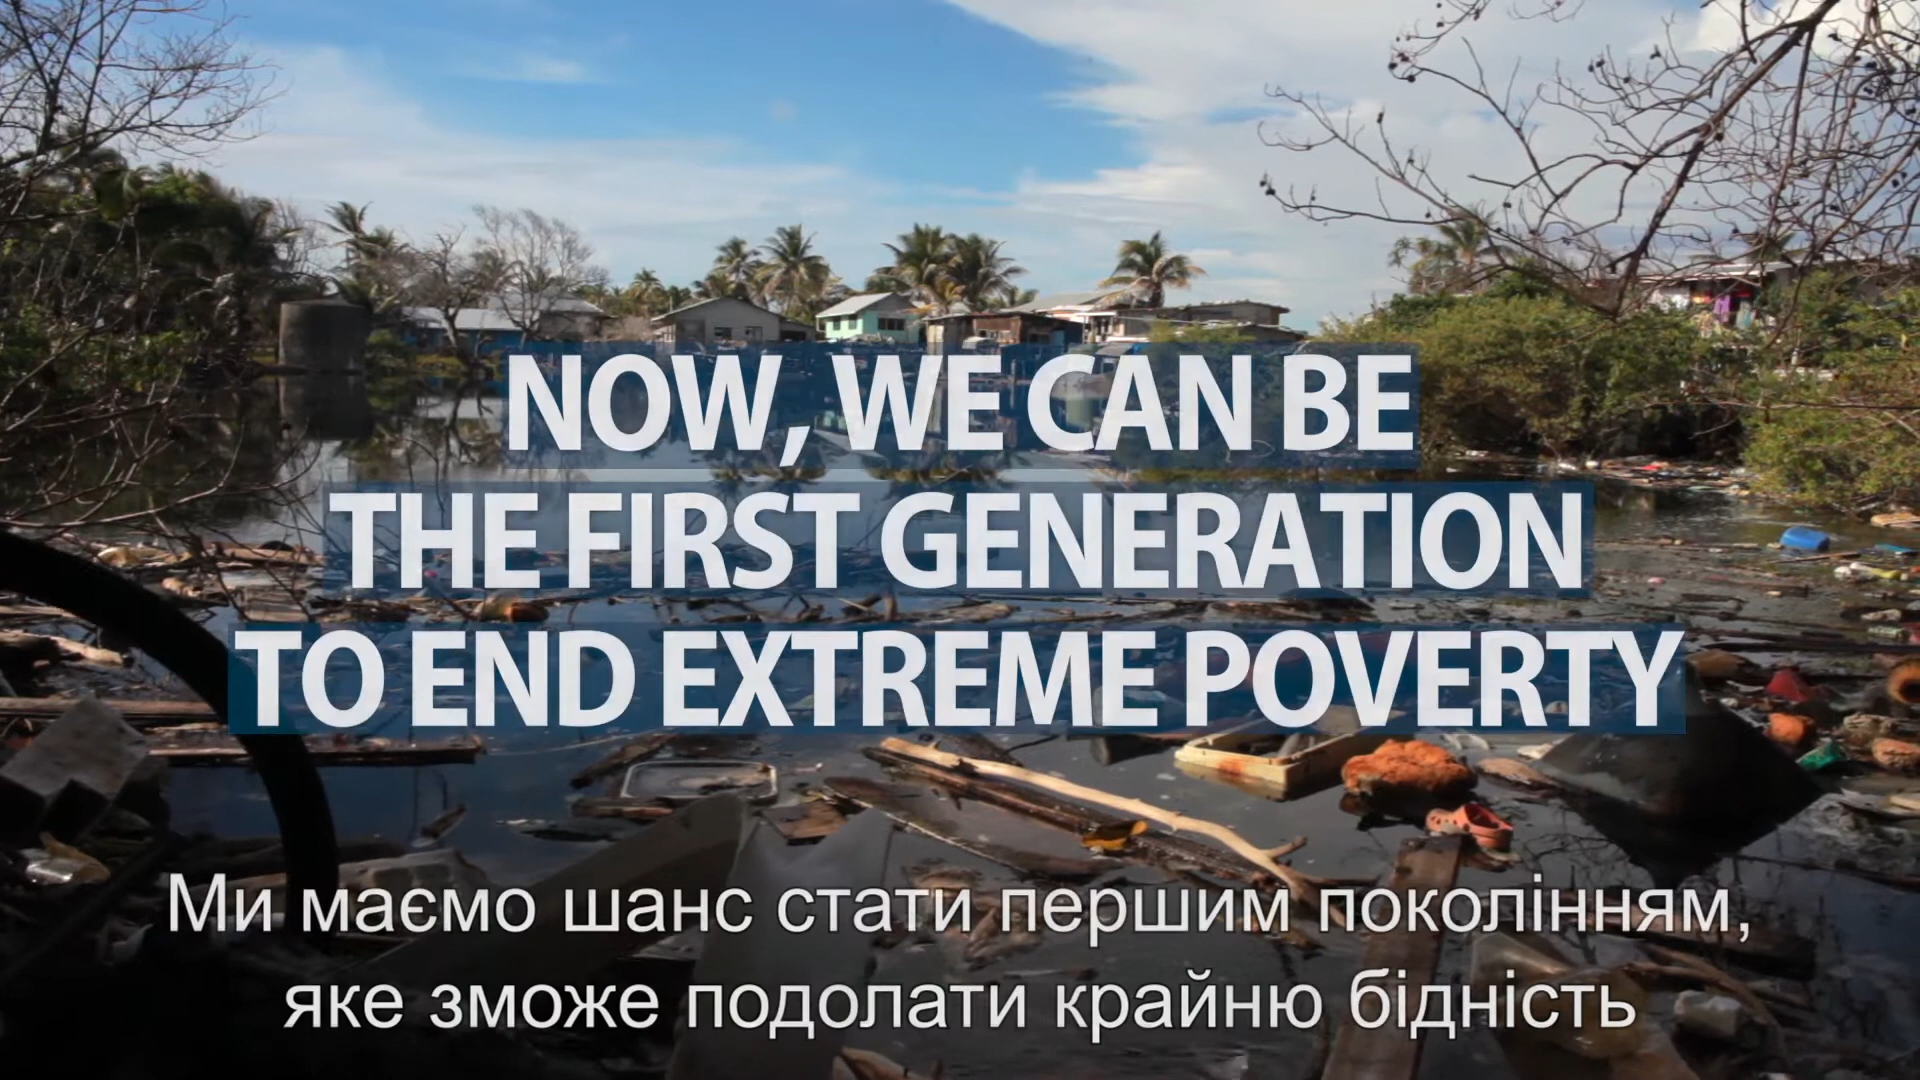 NOW, WE CAN BE
THE FIRST GENERATION
TO END EXTREME POVERTY
Ми маємо шанс стати першим поколінням,
яке зможе подолати крайню бідність